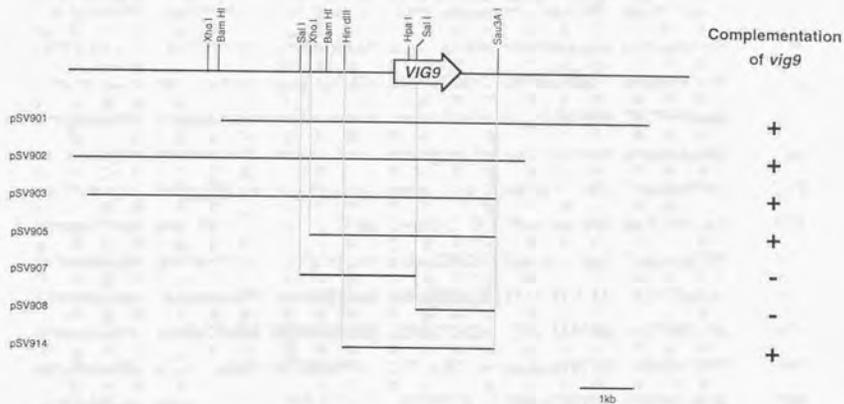 Xho I
Bam HI
Sal I
Xho I
Bam HI
Hin dIII
Hpa I
Sal I
Sau3A I
Complementation
of vig9
VIG9
pSV901
+
pSV902
+
pSV903
+
pSV905
+
pSV907
-
pSV908
-
pSV914
+
1kb